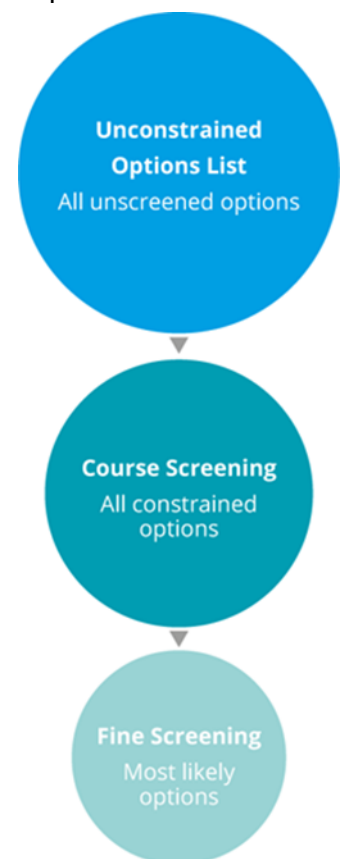 Unconstrained
Options List
All unscreened options
Course Screening
All constrained
options
Fine Screening
Most likely
options